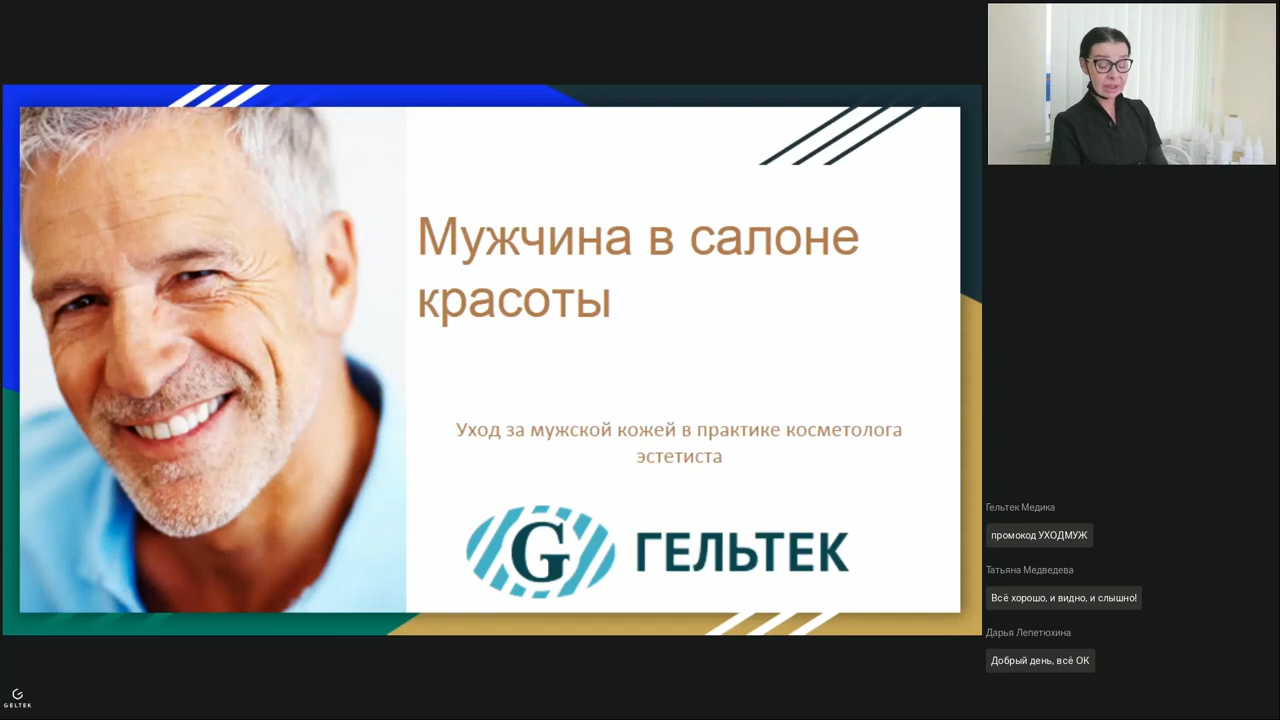 Мужчина в салоне
красоты
Уход за мужской кожей в практике косметолога
эстетиста
G ГЕЛЬТЕК
Гельтек Медика
промокод УХОДМУЖ
Татьяна Медведева
Всё хорошо, и видно, и слышно!
Дарья Лепетюхина
Добрый день, всё ОК
GELTEK